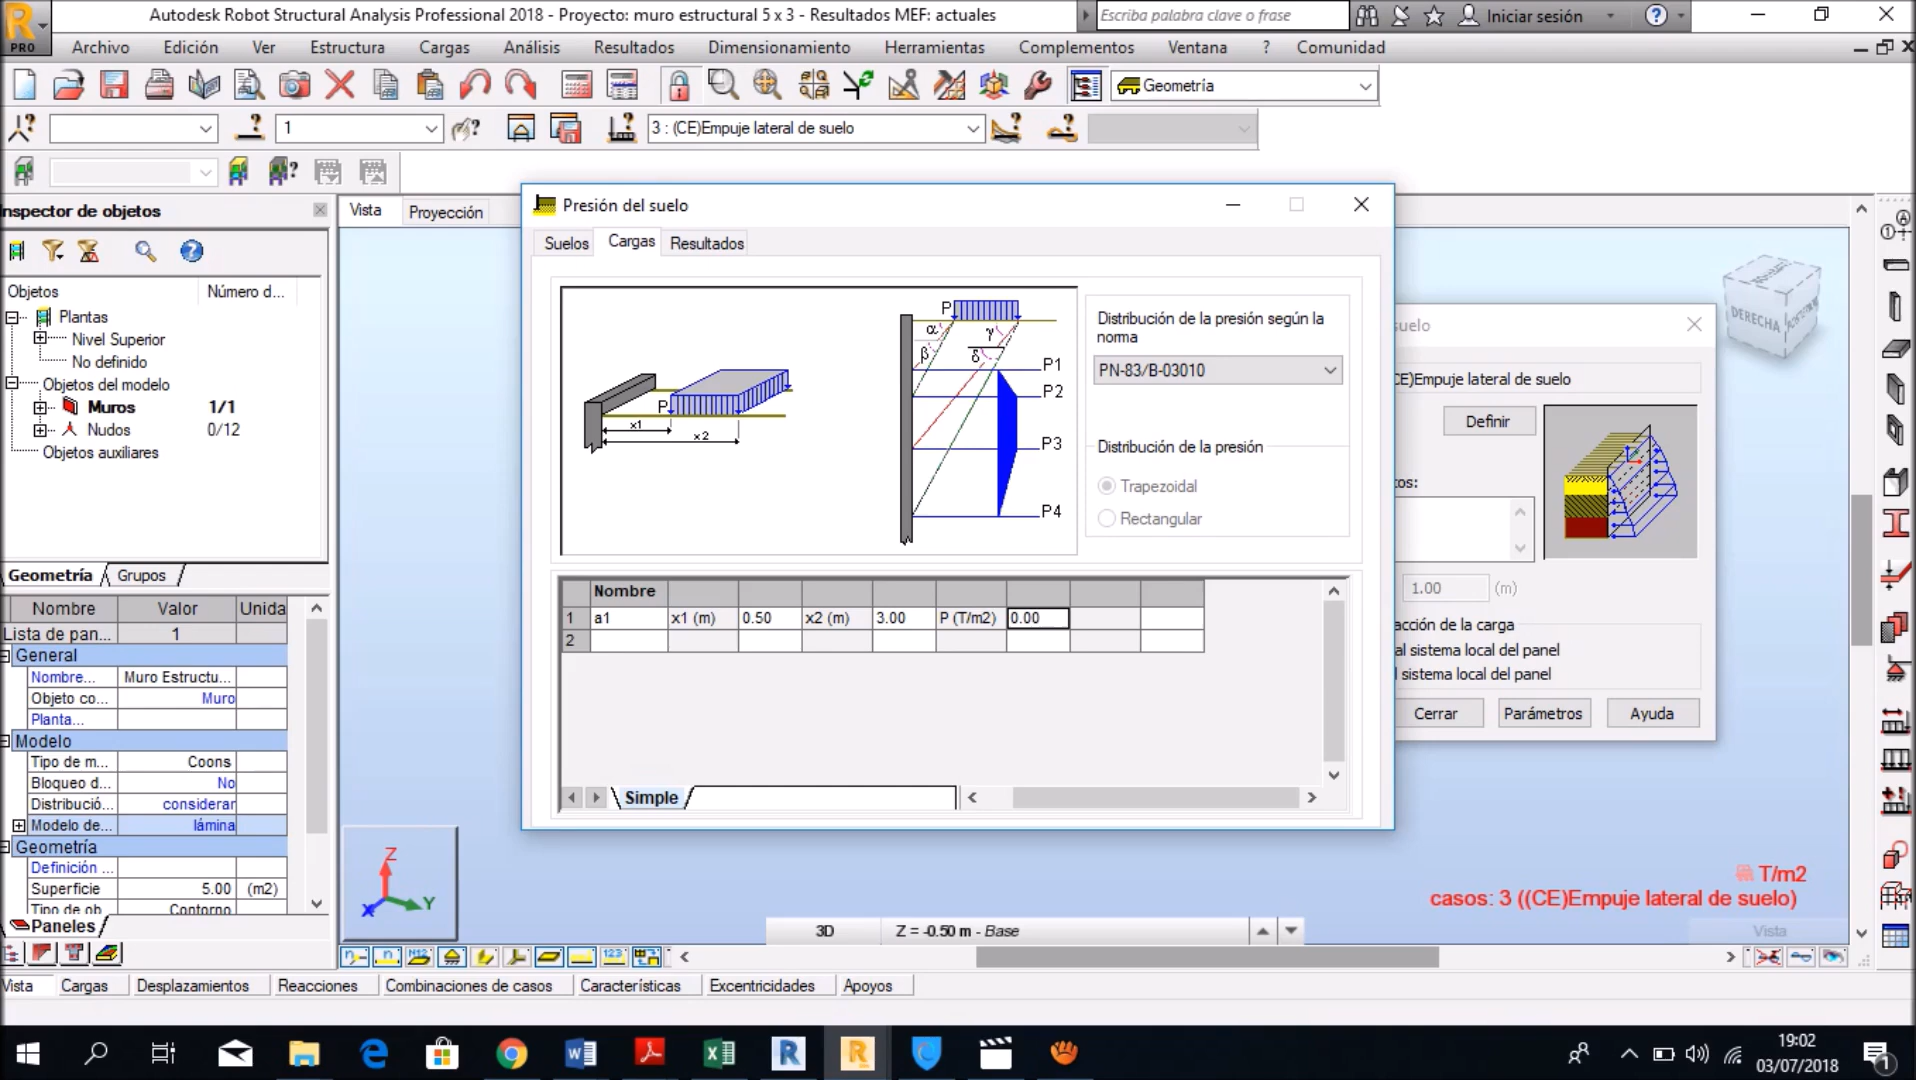 Autodesk Robot Structural Analysis Professional 2018 - Proyecto: muro estructural 5 x 3 - Resultados MEF: actuales
Escriba palabra clave o frase
Iniciar sesión
PRO
Archivo Edición Ver Estructura Cargas Análisis Resultados Dimensionamiento Herramientas Complementos Ventana ? Comunidad
Geometría
1
3 : (CE)Empuje lateral de suelo
Inspector de objetos
Objetos Número d...
Plantas
Nivel Superior
No definido
Objetos del modelo
Muros 1/1
Nudos 0/12
Objetos auxiliares
Geometría Grupos
Nombre Valor Unida
Lista de pan... 1
General
Nombre... Muro Estructu...
Objeto co... Muro
Planta...
Modelo
Tipo de m... Coons
Bloqueo d... No
Distribució... considerar
Modelo de... lámina
Geometría
Definición ...
Superficie 5.00 (m2)
Tipo de ob Contorno
Paneles
Vista Proyección
Presión del suelo
Suelos Cargas Resultados
P
x1
x2
P
α
β
γ
δ
P1
P2
P3
P4
Distribución de la presión según la
norma
PN-83/B-03010
Distribución de la presión
Trapezoidal
Rectangular
Nombre
1 a1 x1 (m) 0.50 x2 (m) 3.00 P (T/m2) 0.00
2
Simple
suelo
CE)Empuje lateral de suelo
Definir
tos:
1.00 (m)
cción de la carga
al sistema local del panel
l sistema local del panel
Cerrar Parámetros Ayuda
DERECHA
Z
Y
X
T/m2
casos: 3 ((CE)Empuje lateral de suelo)
3D Z = -0.50 m - Base
Vista
Vista Cargas Desplazamientos Reacciones Combinaciones de casos Características Excentricidades Apoyos
19:02
03/07/2018
1